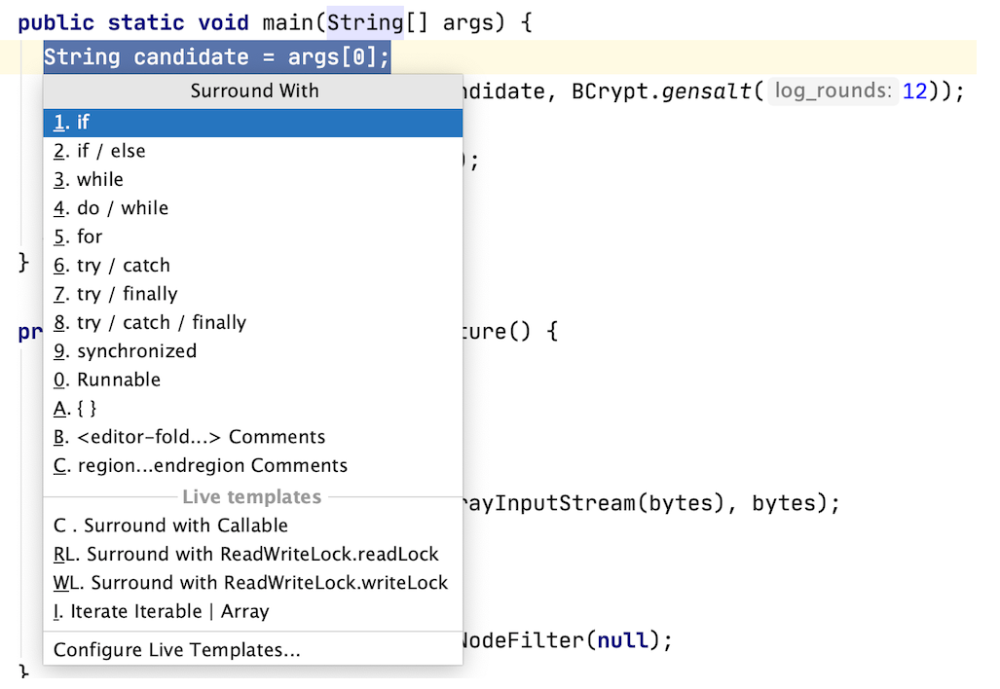 public static void main(String[] args) {
String candidate = args[0];
Surround With
ndidate, BCrypt.gensalt( log_rounds: 12));
1. if
2. if / else
);
3. while
4. do / while
5. for
6. try / catch
}
7. try / finally
8. try / catch / finally
pr ture() {
9. synchronized
0. Runnable
A. { }
B. <editor-fold...> Comments
C. region...endregion Comments
Live templates
rayInputStream(bytes), bytes);
C . Surround with Callable
RL. Surround with ReadWriteLock.readLock
WL. Surround with ReadWriteLock.writeLock
I. Iterate Iterable | Array
NodeFilter(null);
Configure Live Templates...
}